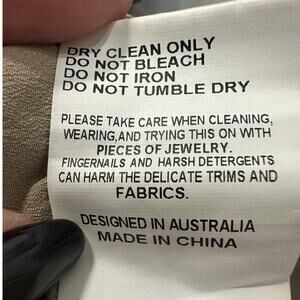 DRY CLEAN ONLY
DO NOT BLEACH
DO NOT IRON
DO NOT TUMBLE DRY
PLEASE TAKE CARE WHEN CLEANING,
WEARING,AND TRYING THIS ON WITH
PIECES OF JEWELRY.
FINGERNAILS AND HARSH DETERGENTS
CAN HARM THE DELICATE TRIMS AND
FABRICS.
DESIGNED IN AUSTRALIA
MADE IN CHINA